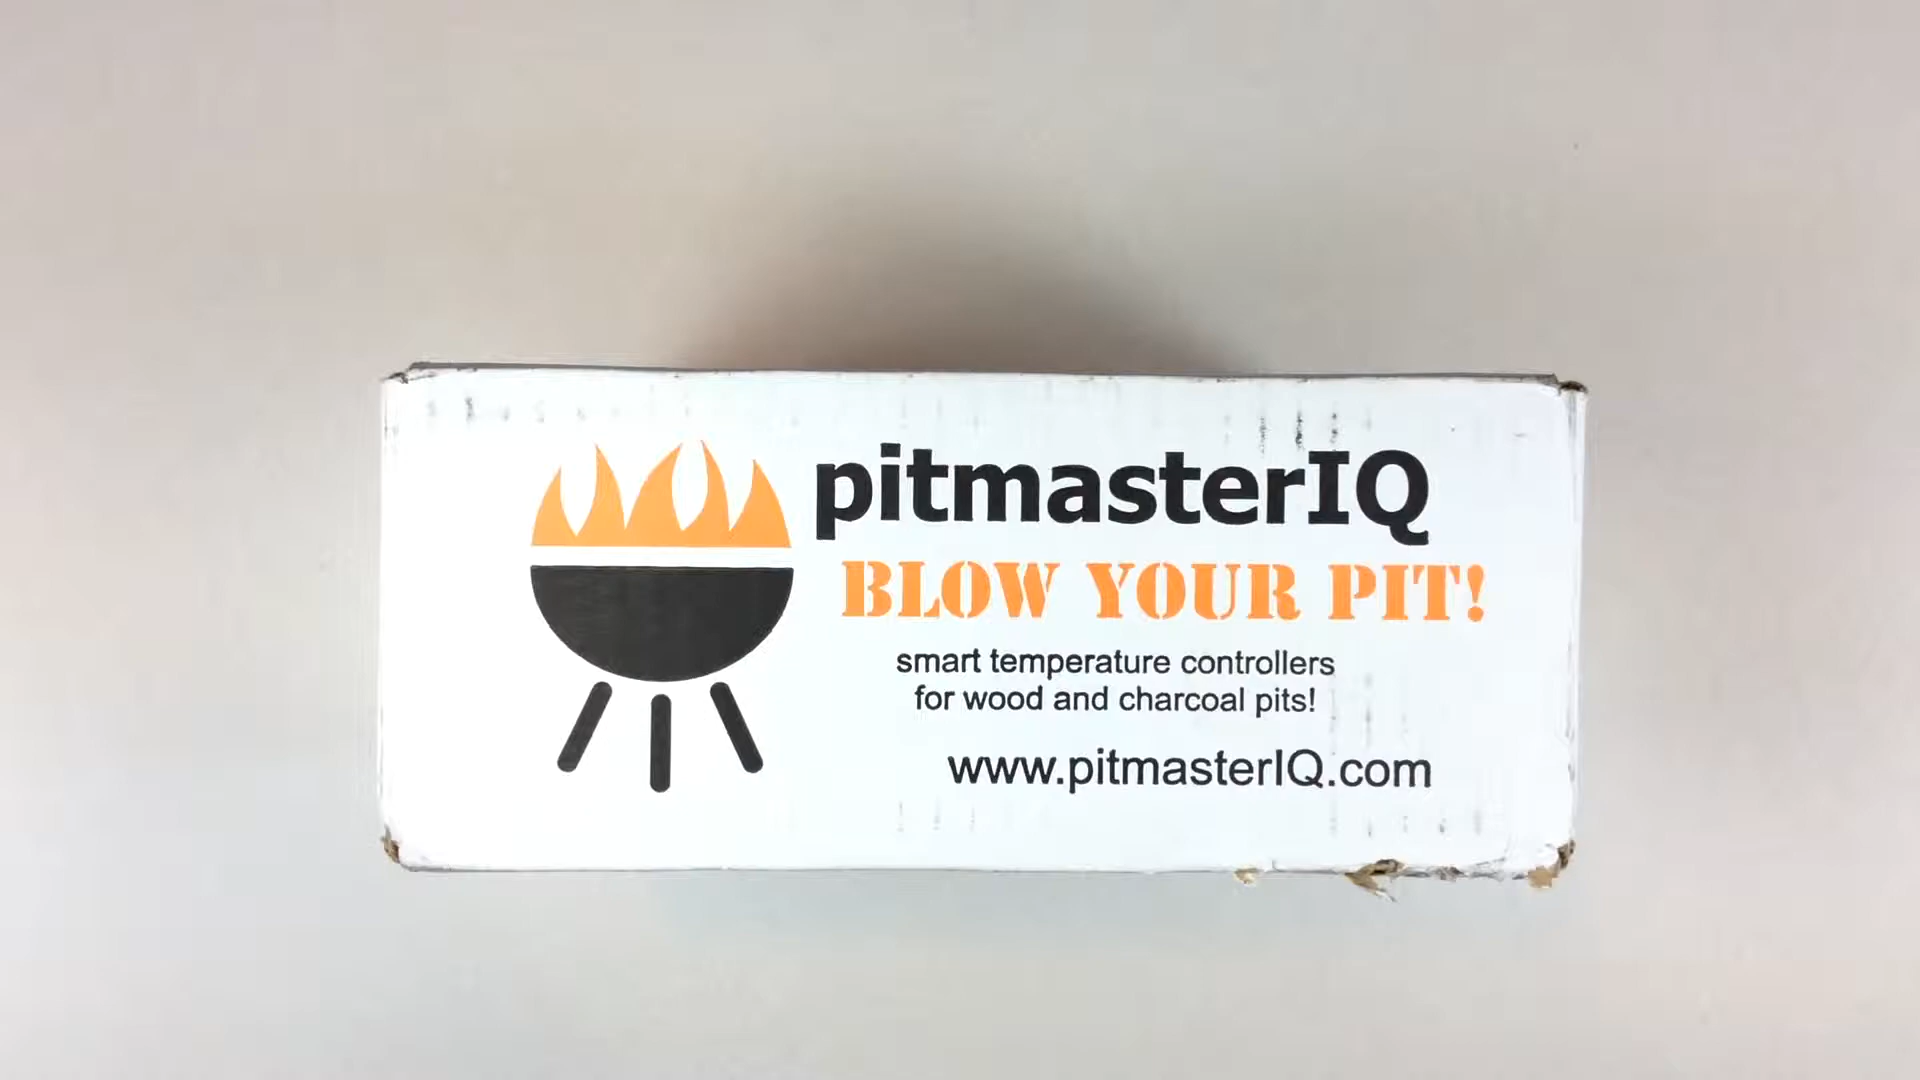 pitmasterIQ
BLOW YOUR PIT!
smart temperature controllers
for wood and charcoal pits!
www.pitmasterIQ.com